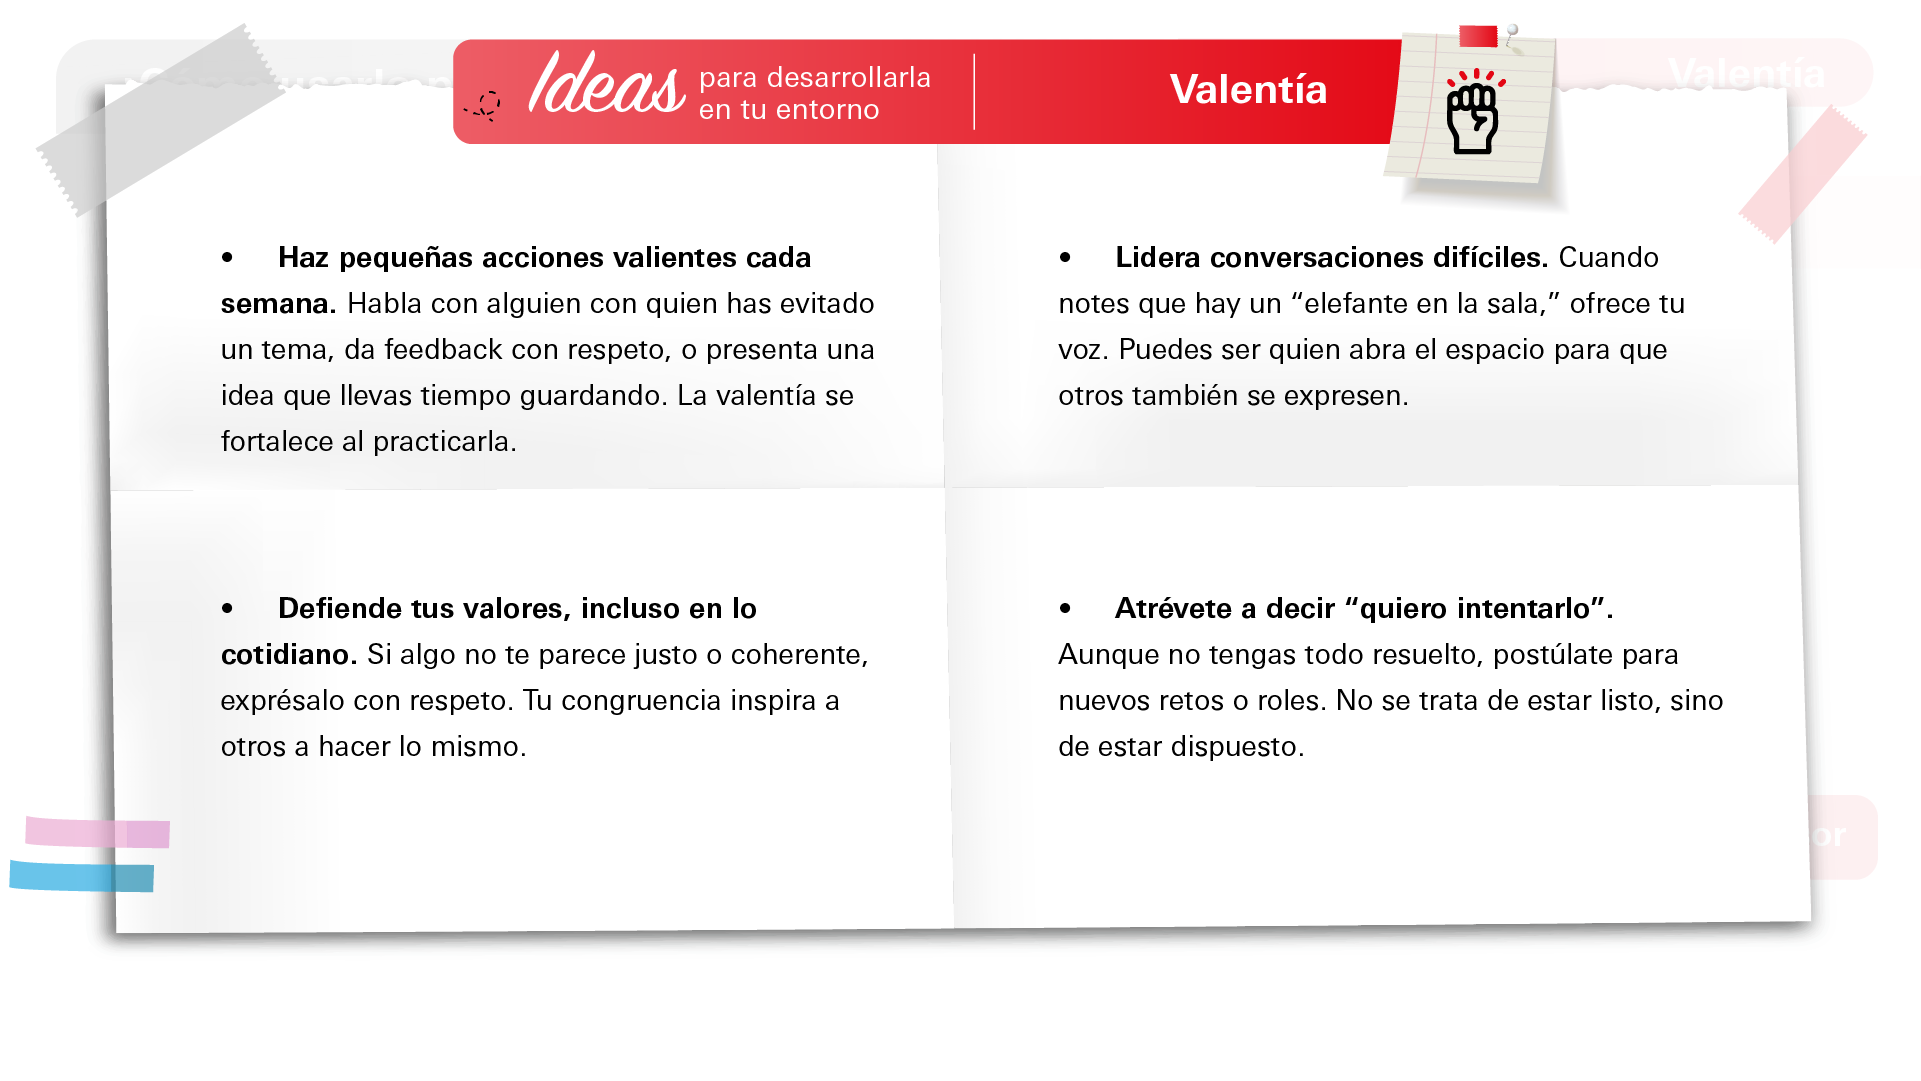 Ideas para desarrollarla
en tu entorno
Valentía
Valentía
• Haz pequeñas acciones valientes cada
semana. Habla con alguien con quien has evitado
un tema, da feedback con respeto, o presenta una
idea que llevas tiempo guardando. La valentía se
fortalece al practicarla.
• Lidera conversaciones difíciles. Cuando
notes que hay un “elefante en la sala,” ofrece tu
voz. Puedes ser quien abra el espacio para que
otros también se expresen.
• Defiende tus valores, incluso en lo
cotidiano. Si algo no te parece justo o coherente,
exprésalo con respeto. Tu congruencia inspira a
otros a hacer lo mismo.
• Atrévete a decir “quiero intentarlo”.
Aunque no tengas todo resuelto, postúlate para
nuevos retos o roles. No se trata de estar listo, sino
de estar dispuesto.